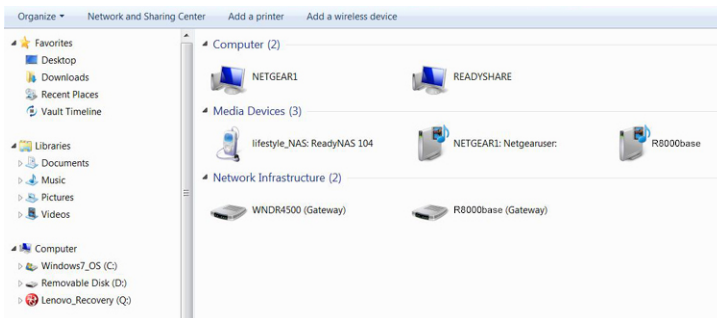 Organize Network and Sharing Center Add a printer Add a wireless device
Favorites
Desktop
Downloads
Recent Places
Vault Timeline
Libraries
Documents
Music
Pictures
Videos
Computer
Windows7_OS (C:)
Removable Disk (D:)
Lenovo_Recovery (Q:)
Computer (2)
NETGEAR1 READYSHARE
Media Devices (3)
lifestyle_NAS: ReadyNAS 104 NETGEAR1: Netgearuser: R8000base
Network Infrastructure (2)
WNDR4500 (Gateway) R8000base (Gateway)